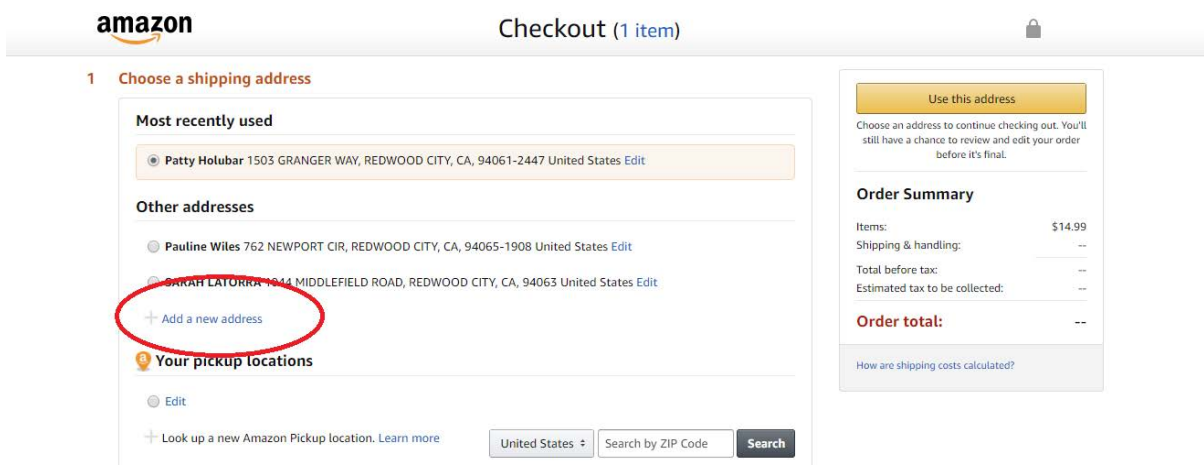 amazon
Checkout (1 item)
1 Choose a shipping address
Most recently used
Patty Holubar 1503 GRANGER WAY, REDWOOD CITY, CA, 94061-2447 United States Edit
Other addresses
Pauline Wiles 762 NEWPORT CIR, REDWOOD CITY, CA, 94065-1908 United States Edit
SARAH LATORRA 1044 MIDDLEFIELD ROAD, REDWOOD CITY, CA, 94063 United States Edit
Add a new address
Your pickup locations
Edit
Look up a new Amazon Pickup location. Learn more
United States
Search by ZIP Code
Search
Use this address
Choose an address to continue checking out. You'll
still have a chance to review and edit your order
before it's final.
Order Summary
Items: $14.99
Shipping & handling: --
Total before tax: --
Estimated tax to be collected: --
Order total: --
How are shipping costs calculated?